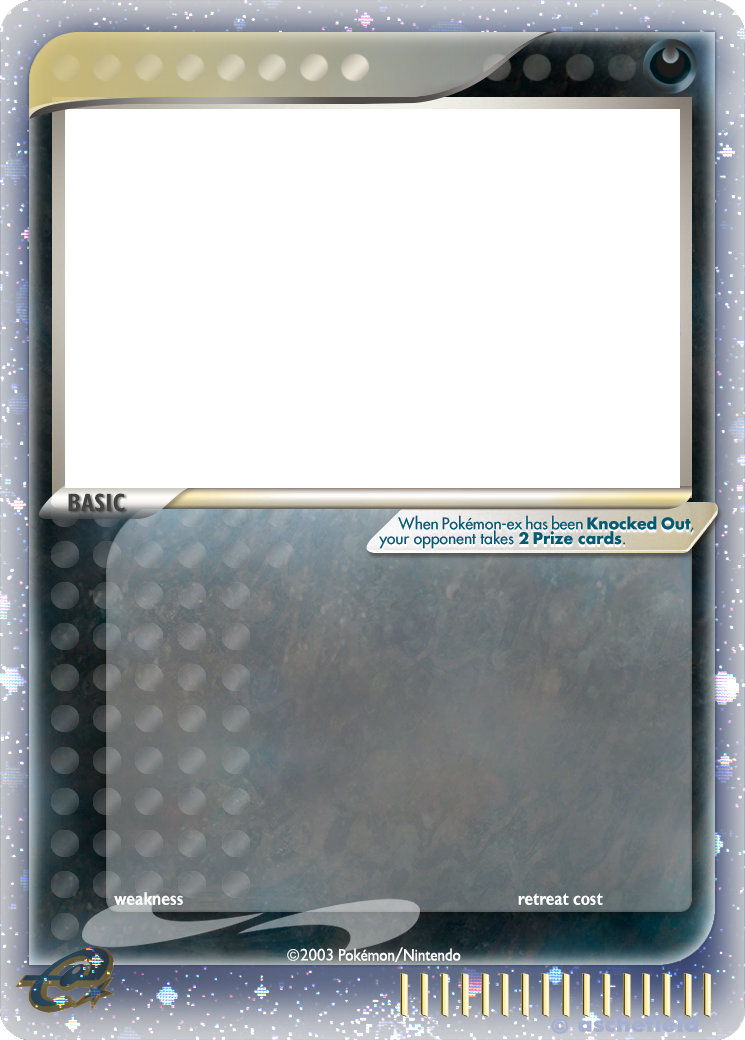 BASIC
When Pokémon-ex has been Knocked Out,
your opponent takes 2 Prize cards.
weakness
retreat cost
©2003 Pokémon/Nintendo
e
© aschefield